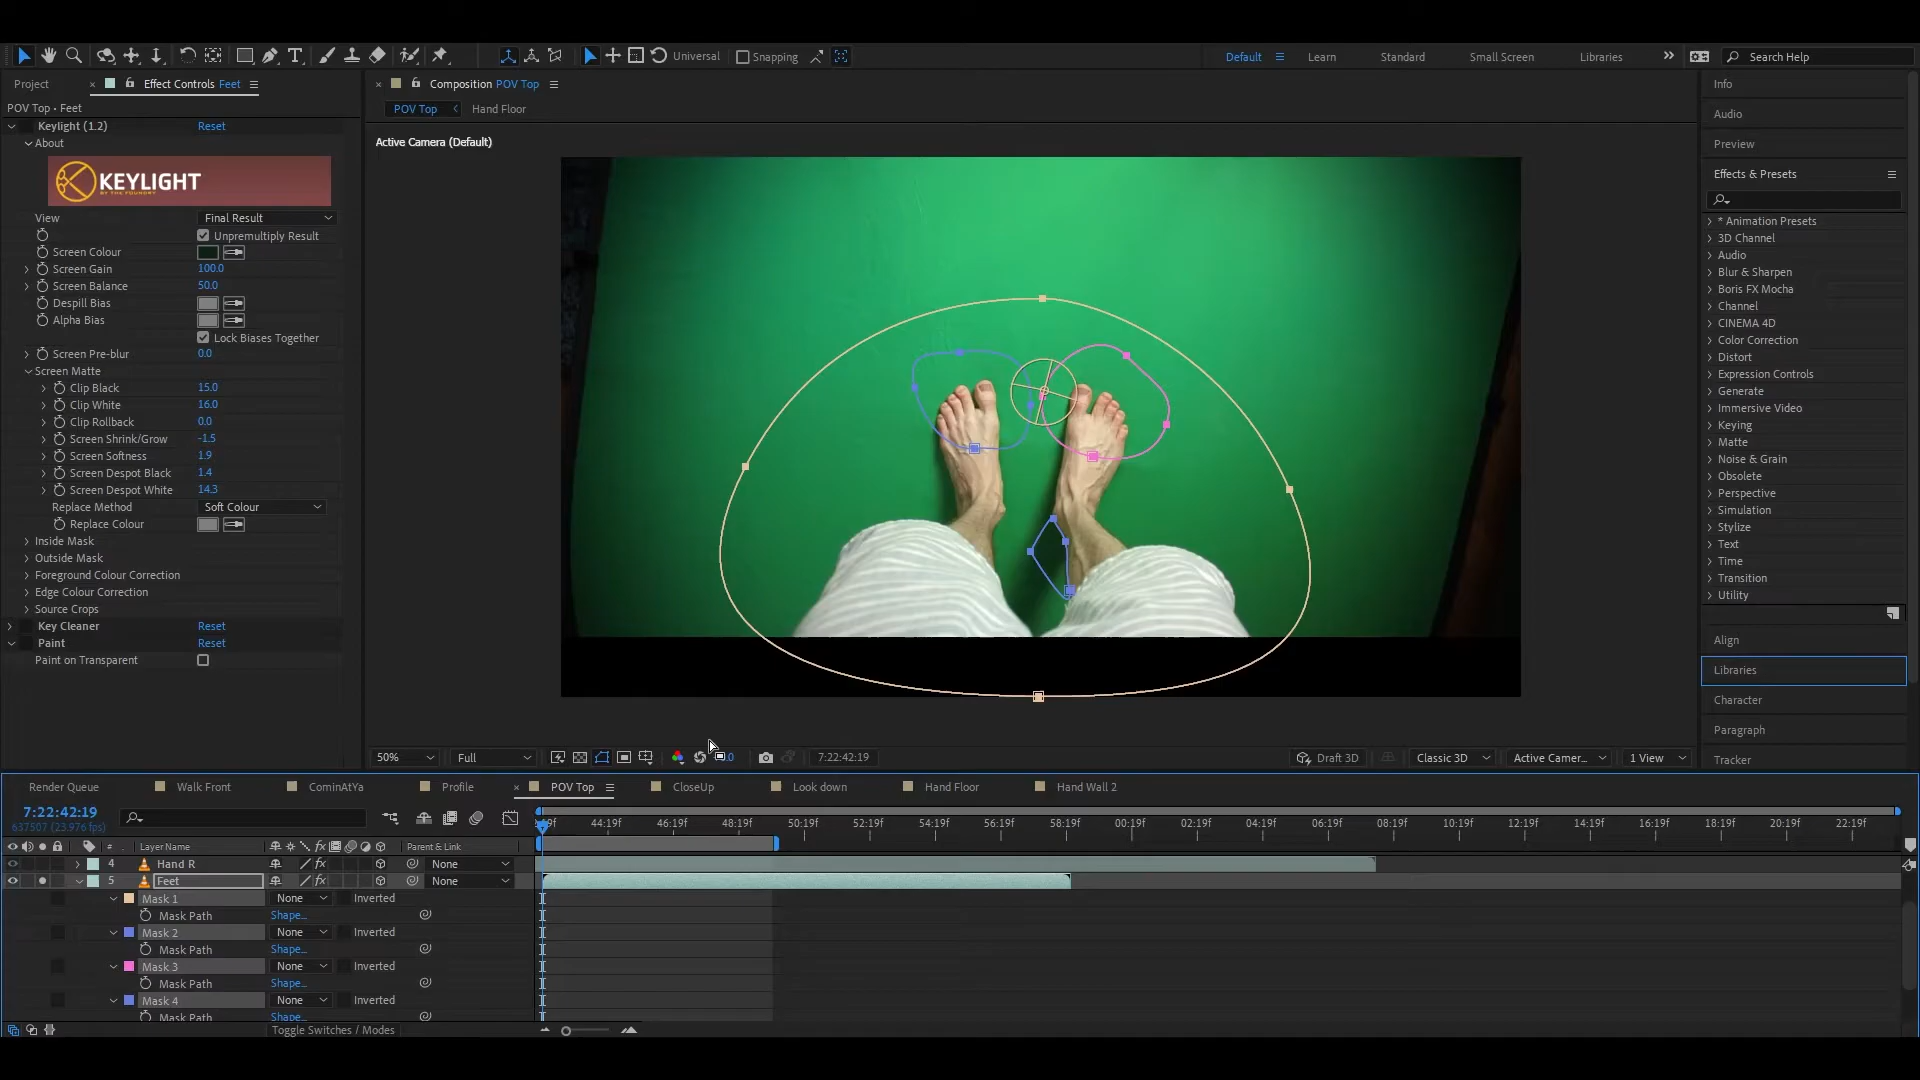 Universal
Snapping
Default
Learn
Standard
Small Screen
Libraries
Search Help
Project
Effect Controls Feet
Composition POV Top
Info
POV Top • Feet
POV Top
Hand Floor
Audio
Keylight (1.2)
Reset
About
Active Camera (Default)
Preview
KEYLIGHT
BY THE FOUNDRY
Effects & Presets
View
Final Result
Unpremultiply Result
Screen Colour
Screen Gain
100.0
Screen Balance
50.0
Despill Bias
Alpha Bias
Lock Biases Together
Screen Pre-blur
0.0
Screen Matte
Clip Black
15.0
Clip White
16.0
Clip Rollback
0.0
Screen Shrink/Grow
-1.5
Screen Softness
1.9
Screen Despot Black
1.4
Screen Despot White
14.3
Replace Method
Soft Colour
Replace Colour
Inside Mask
Outside Mask
Foreground Colour Correction
Edge Colour Correction
Source Crops
Key Cleaner
Reset
Paint
Reset
Paint on Transparent
* Animation Presets
3D Channel
Audio
Blur & Sharpen
Boris FX Mocha
Channel
CINEMA 4D
Color Correction
Distort
Expression Controls
Generate
Immersive Video
Keying
Matte
Noise & Grain
Obsolete
Perspective
Simulation
Stylize
Text
Time
Transition
Utility
Align
Libraries
Character
Paragraph
Tracker
50%
Full
7:22:42:19
Draft 3D
Classic 3D
Active Camer...
1 View
Render Queue
Walk Front
CominAtYa
Profile
POV Top
CloseUp
Look down
Hand Floor
Hand Wall 2
7:22:42:19
637507 (23.976 fps)
44:19f
46:19f
48:19f
50:19f
52:19f
54:19f
56:19f
58:19f
00:19f
02:19f
04:19f
06:19f
08:19f
10:19f
12:19f
14:19f
16:19f
18:19f
20:19f
22:19f
#
Layer Name
Parent & Link
4
Hand R
None
5
Feet
None
Mask 1
None
Inverted
Mask Path
Shape...
Mask 2
None
Inverted
Mask Path
Shape...
Mask 3
None
Inverted
Mask Path
Shape...
Mask 4
None
Inverted
Mask Path
Shape...
Toggle Switches / Modes